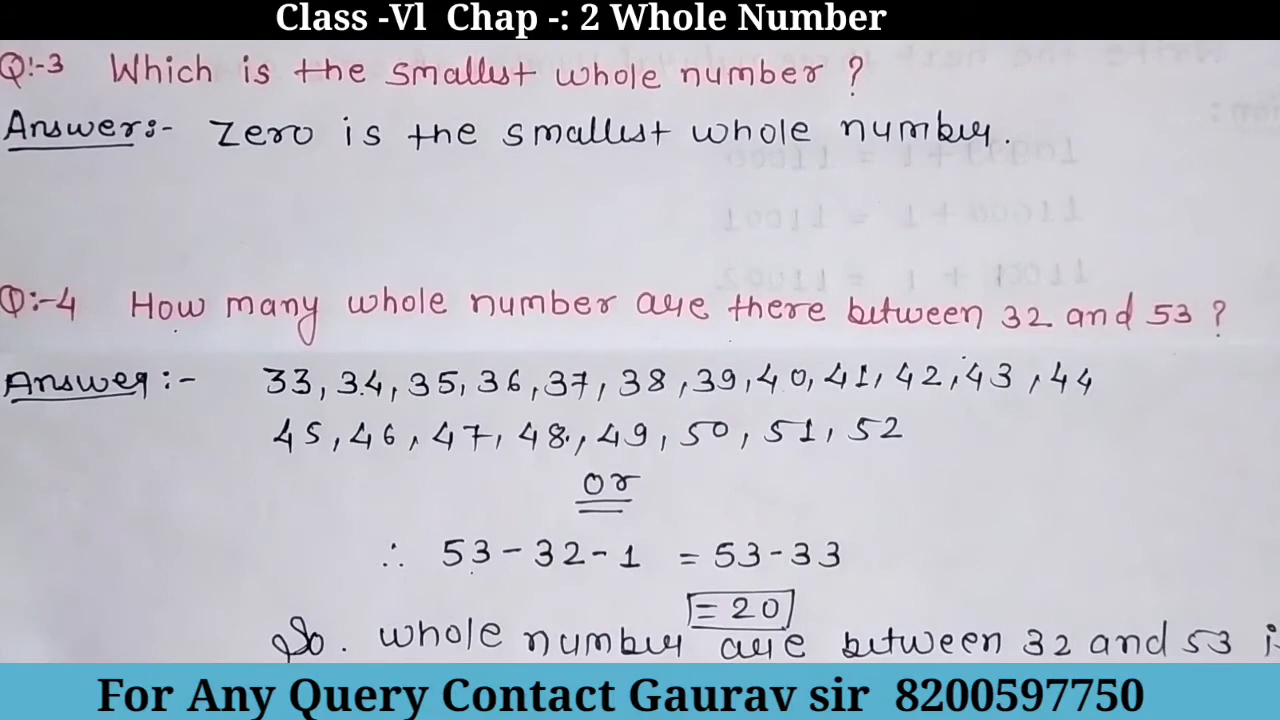 Class -Vl Chap -: 2 Whole Number
Q:-3 Which is the smallest whole number ?
Answer:- Zero is the smallest whole number.
Q:-4 How many whole number are there between 32 and 53 ?
Answer:- 33, 34, 35, 36, 37, 38, 39, 40, 41, 42, 43, 44
45, 46, 47, 48, 49, 50, 51, 52
or
∴ 53 - 32 - 1 = 53 - 33
= 20
So. whole number are between 32 and 53
For Any Query Contact Gaurav sir 8200597750